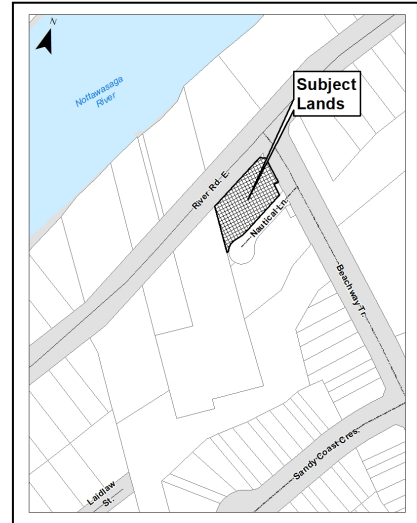 N
Nottawasaga
River
Subject
Lands
River Rd. E.
Nautical Ln.
Beachway Tr.
Sandy Coast Cres.
Laidlaw
St.